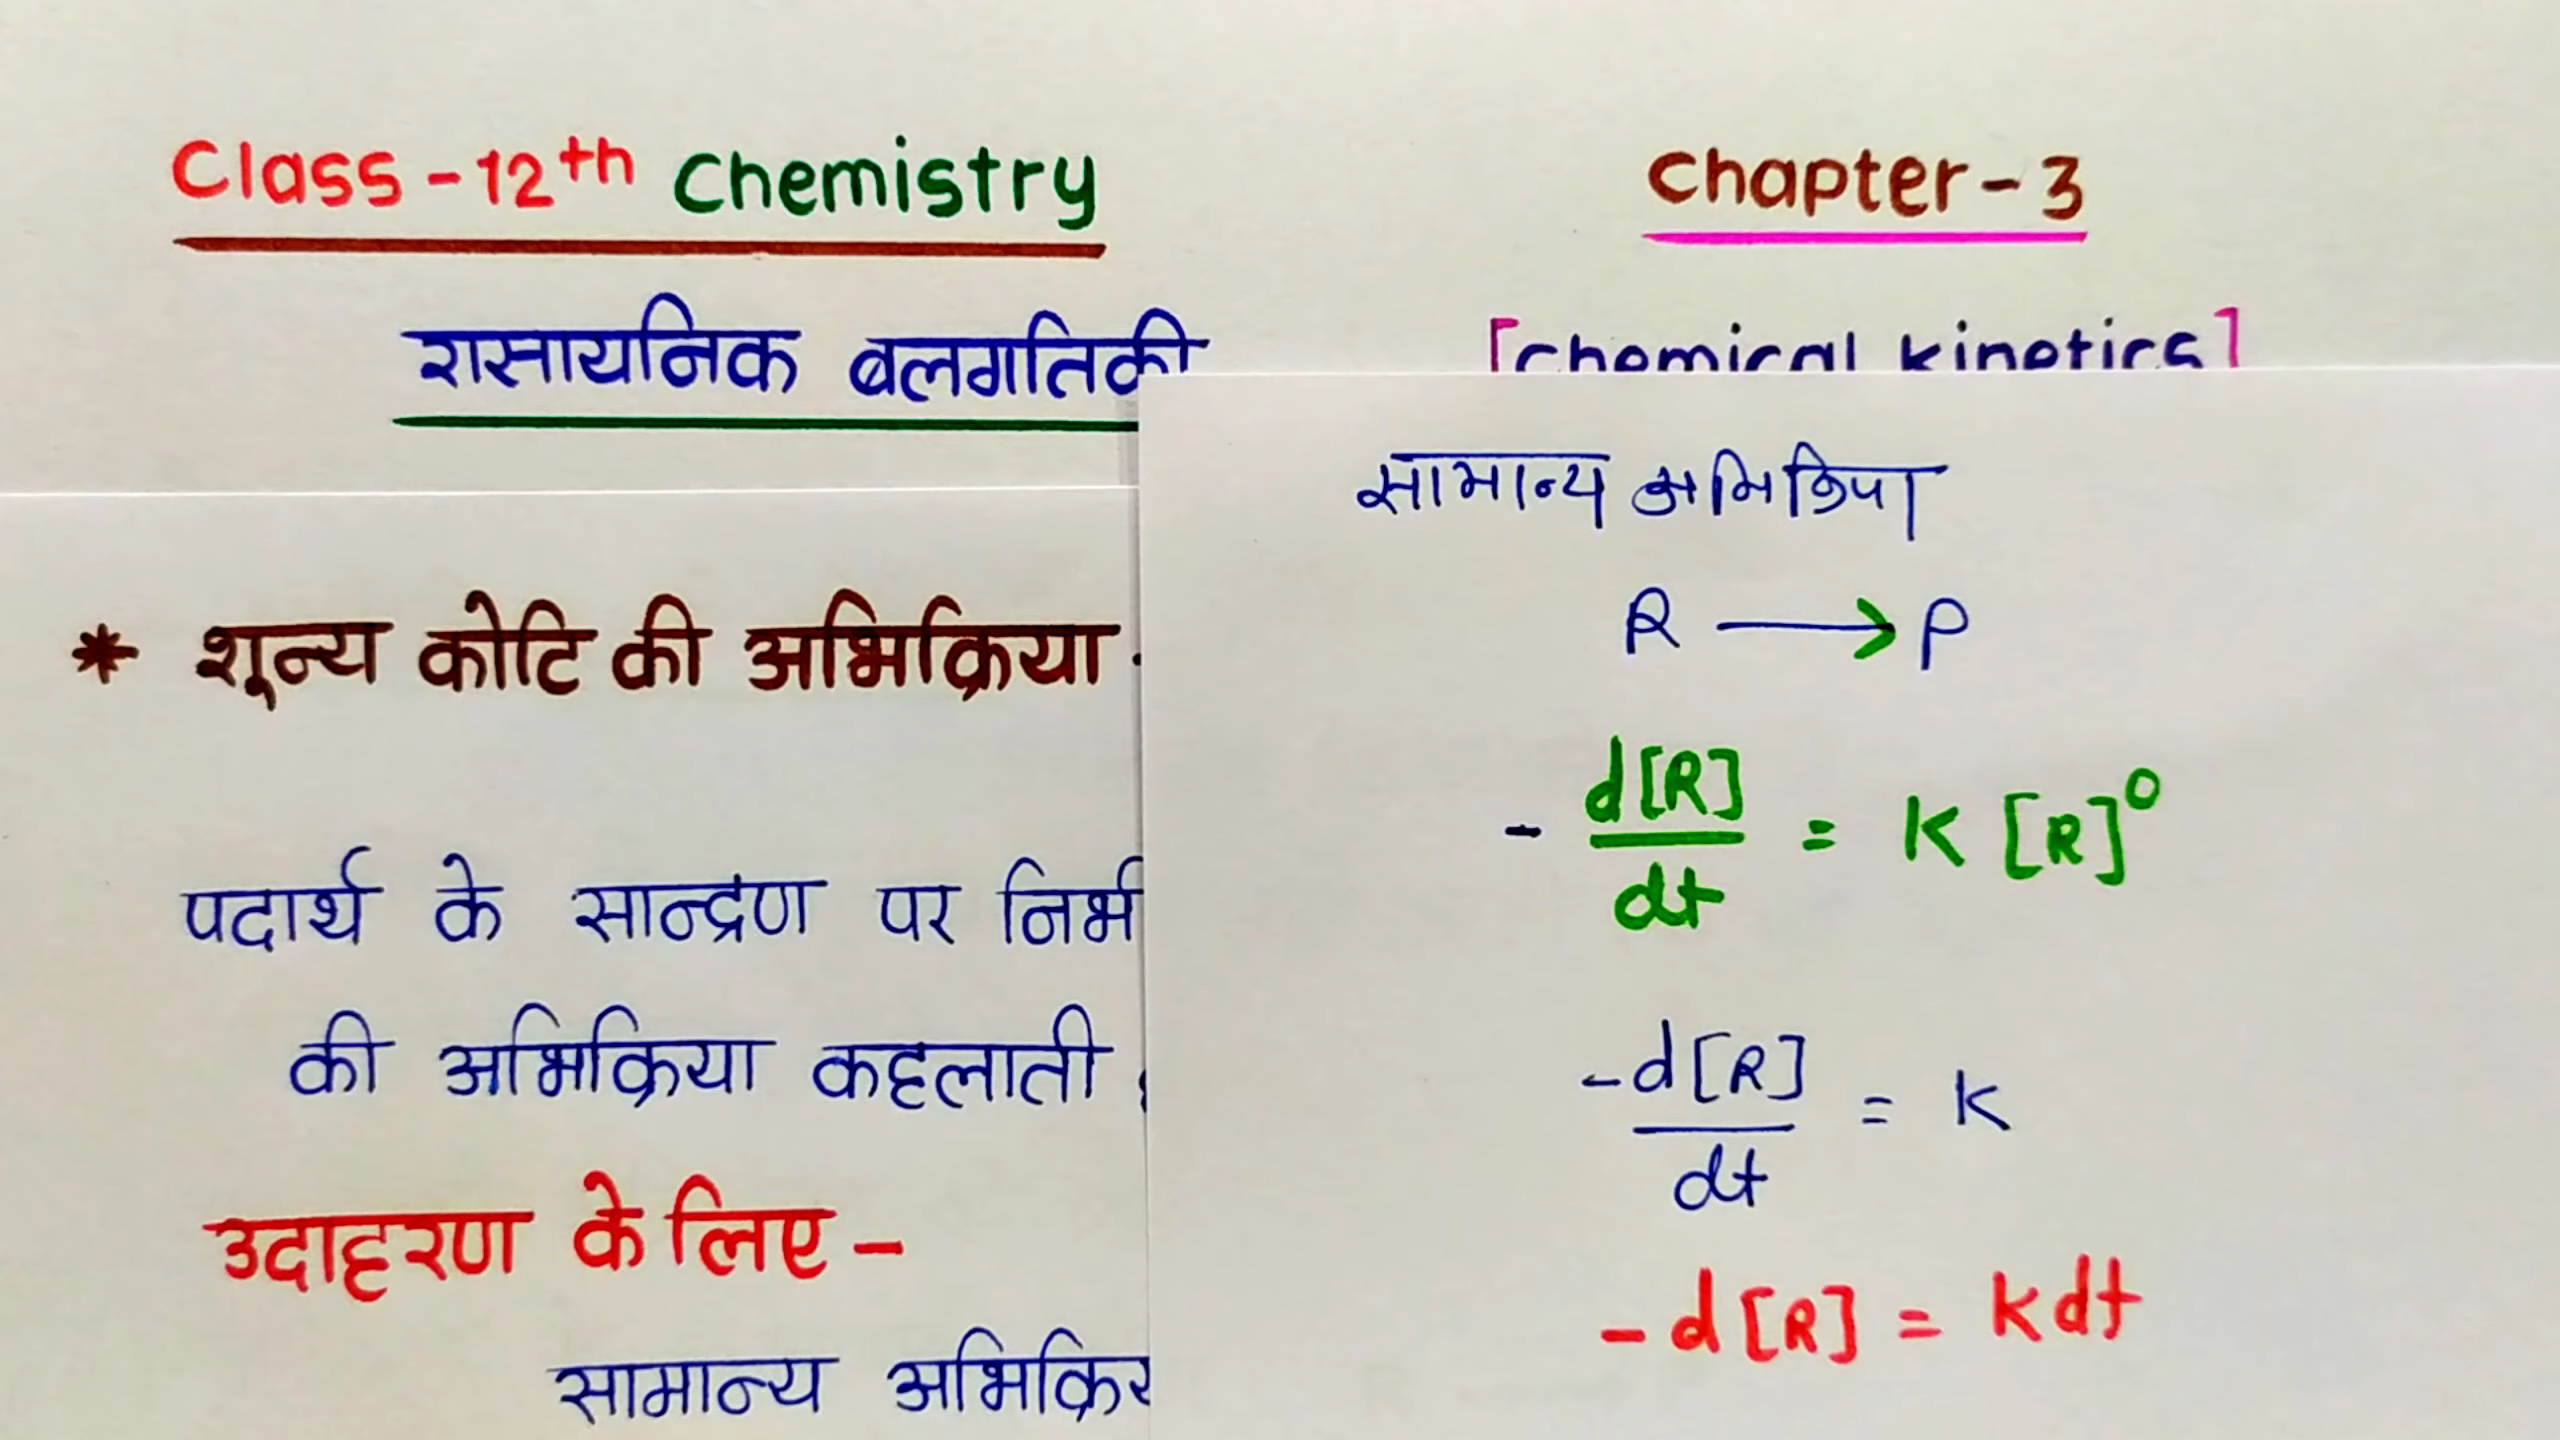 Class-12th Chemistry
Chapter-3
रासायनिक बलगतिकी
[Chemical kinetics]
* शून्य कोटि की अभिक्रिया
पदार्थ के सान्द्रण पर
की अभिक्रिया कहलाती
उदाहरण के लिए -
सामान्य
सामान्य अभिक्रिया
R → P
- d[R]/dt = K [R]⁰
-d[R]/dt = K
-d[R] = Kdt